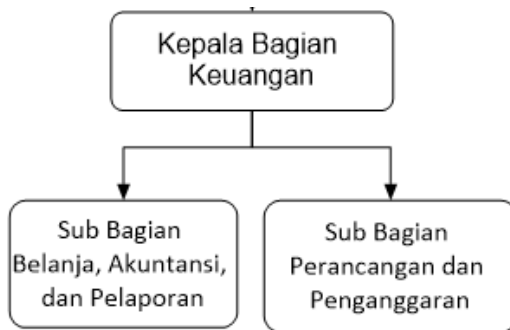 Kepala Bagian
Keuangan
Sub Bagian
Belanja, Akuntansi,
dan Pelaporan
Sub Bagian
Perancangan dan
Penganggaran